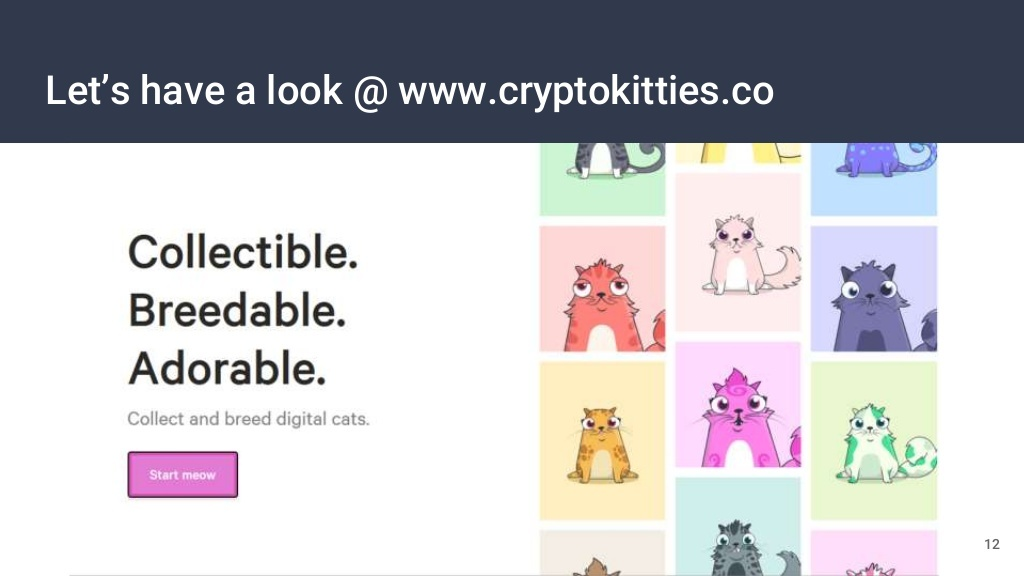 Let’s have a look @ www.cryptokitties.co
Collectible.
Breedable.
Adorable.
Collect and breed digital cats.
Start meow
12